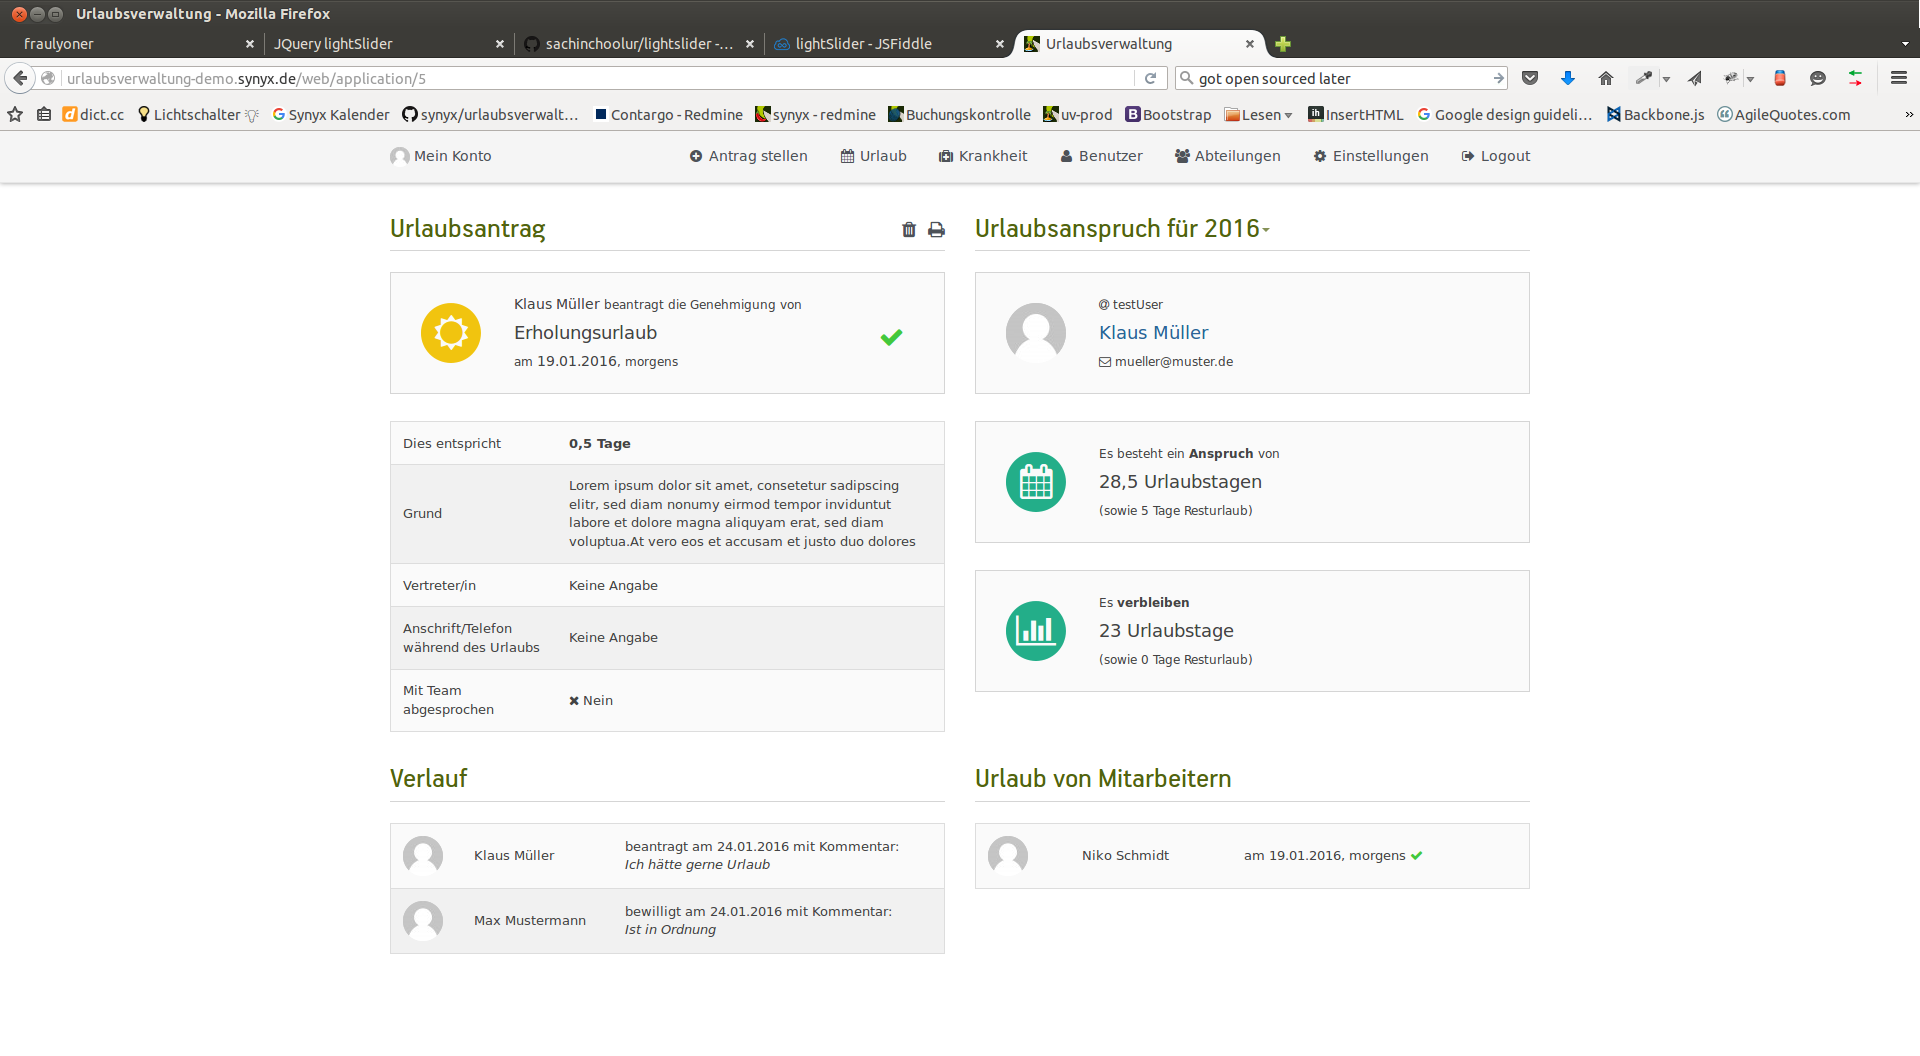 Urlaubsverwaltung - Mozilla Firefox
fraulyoner
JQuery lightSlider
sachinchoolur/lightslider -...
lightSlider - JSFiddle
Urlaubsverwaltung
urlaubsverwaltung-demo.synyx.de/web/application/5
got open sourced later
dict.cc
Lichtschalter
Synyx Kalender
synyx/urlaubsverwalt...
Contargo - Redmine
synyx - redmine
Buchungskontrolle
uv-prod
Bootstrap
Lesen
InsertHTML
Google design guideli...
Backbone.js
AgileQuotes.com
Mein Konto
Antrag stellen
Urlaub
Krankheit
Benutzer
Abteilungen
Einstellungen
Logout
Urlaubsantrag
Klaus Müller beantragt die Genehmigung von
Erholungsurlaub
am 19.01.2016, morgens
Dies entspricht
0,5 Tage
Grund
Lorem ipsum dolor sit amet, consetetur sadipscing
elitr, sed diam nonumy eirmod tempor inviduntut
labore et dolore magna aliquyam erat, sed diam
voluptua.At vero eos et accusam et justo duo dolores
Vertreter/in
Keine Angabe
Anschrift/Telefon
während des Urlaubs
Keine Angabe
Mit Team
abgesprochen
Nein
Urlaubsanspruch für 2016
@ testUser
Klaus Müller
mueller@muster.de
Es besteht ein Anspruch von
28,5 Urlaubstagen
(sowie 5 Tage Resturlaub)
Es verbleiben
23 Urlaubstage
(sowie 0 Tage Resturlaub)
Verlauf
Klaus Müller
beantragt am 24.01.2016 mit Kommentar:
Ich hätte gerne Urlaub
Max Mustermann
bewilligt am 24.01.2016 mit Kommentar:
Ist in Ordnung
Urlaub von Mitarbeitern
Niko Schmidt
am 19.01.2016, morgens